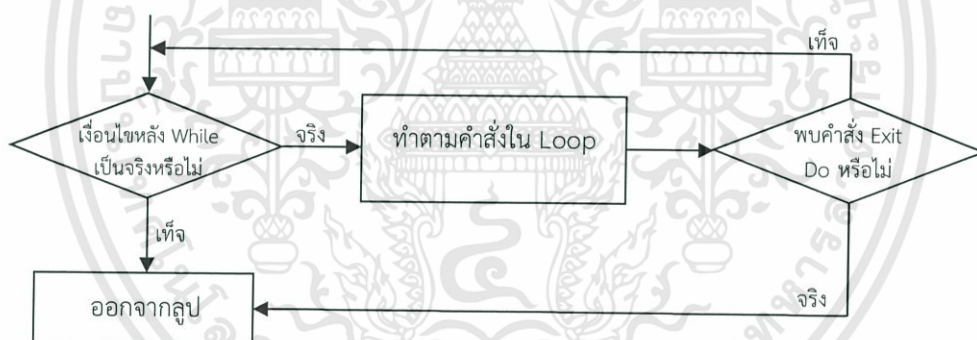 เท็จ
เงื่อนไขหลัง While
เป็นจริงหรือไม่
จริง
ทำตามคำสั่งใน Loop
พบคำสั่ง Exit
Do หรือไม่
เท็จ
ออกจากลูป
จริง